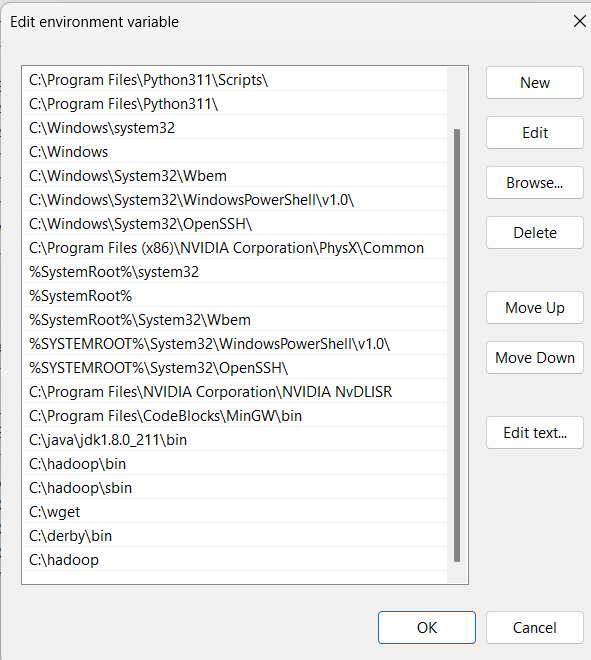 Edit environment variable
C:\Program Files\Python311\Scripts\
C:\Program Files\Python311\
C:\Windows\system32
C:\Windows
C:\Windows\System32\Wbem
C:\Windows\System32\WindowsPowerShell\v1.0\
C:\Windows\System32\OpenSSH\
C:\Program Files (x86)\NVIDIA Corporation\PhysX\Common
%SystemRoot%\system32
%SystemRoot%
%SystemRoot%\System32\Wbem
%SYSTEMROOT%\System32\WindowsPowerShell\v1.0\
%SYSTEMROOT%\System32\OpenSSH\
C:\Program Files\NVIDIA Corporation\NVIDIA NvDLISR
C:\Program Files\CodeBlocks\MinGW\bin
C:\java\jdk1.8.0_211\bin
C:\hadoop\bin
C:\hadoop\sbin
C:\wget
C:\derby\bin
C:\hadoop
New
Edit
Browse...
Delete
Move Up
Move Down
Edit text...
OK
Cancel